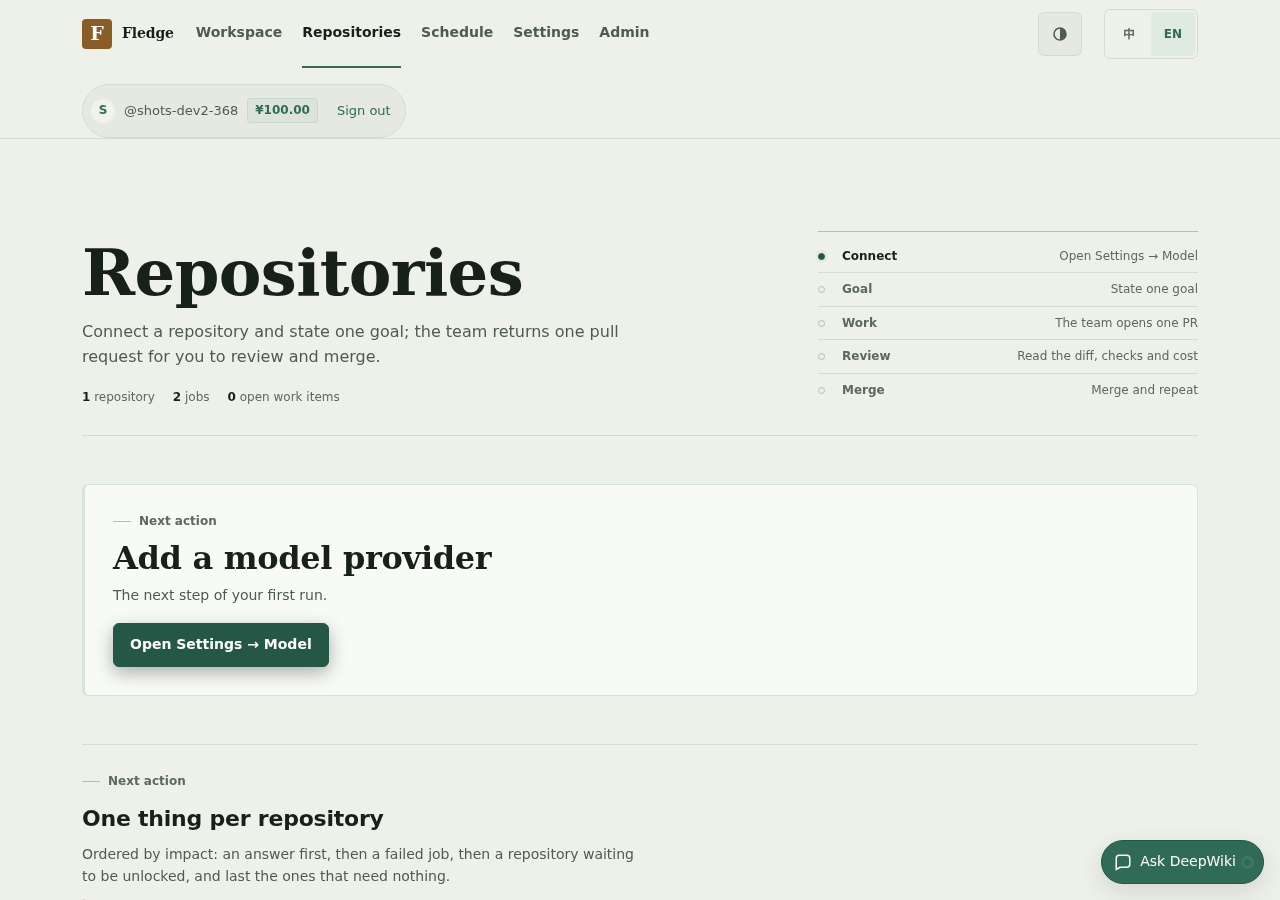 F Fledge Workspace Repositories Schedule Settings Admin 中 EN
S @shots-dev2-368 ¥100.00 Sign out
Repositories
Connect a repository and state one goal; the team returns one pull
request for you to review and merge.
1 repository 2 jobs 0 open work items
Connect Open Settings → Model
Goal State one goal
Work The team opens one PR
Review Read the diff, checks and cost
Merge Merge and repeat
Next action
Add a model provider
The next step of your first run.
Open Settings → Model
Next action
One thing per repository
Ordered by impact: an answer first, then a failed job, then a repository waiting
to be unlocked, and last the ones that need nothing.
Ask DeepWiki